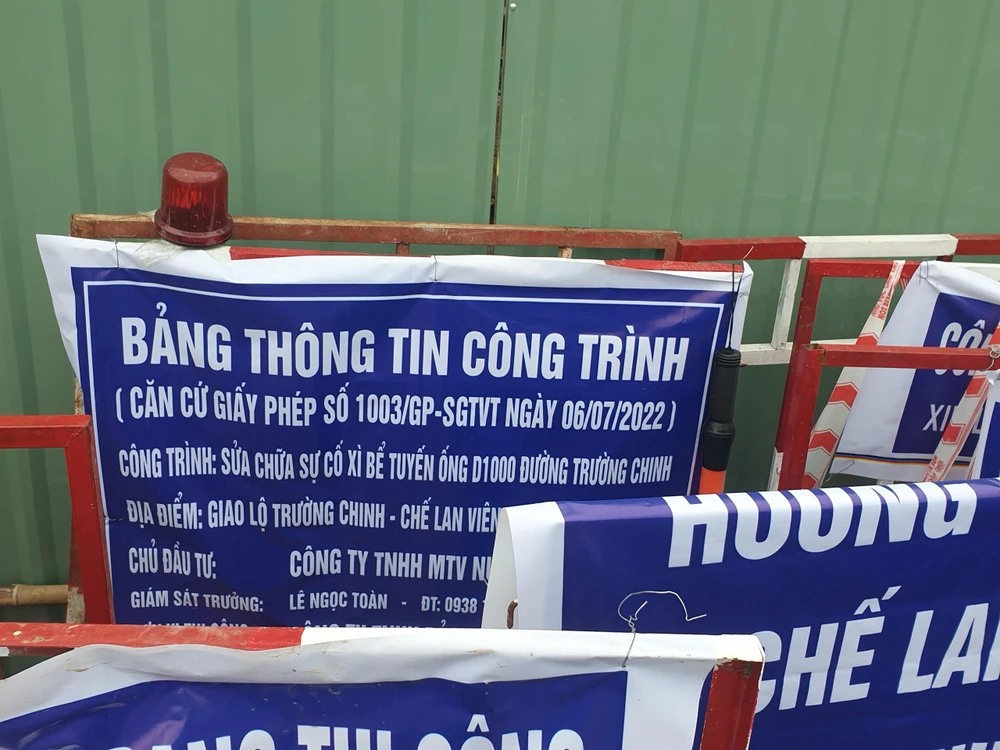 BẢNG THÔNG TIN CÔNG TRÌNH
( CĂN CỨ GIẤY PHÉP SỐ 1003/GP-SGTVT NGÀY 06/07/2022 )
CÔNG TRÌNH: SỬA CHỮA SỰ CỐ XÌ BỂ TUYẾN ỐNG D1000 ĐƯỜNG TRƯỜNG CHINH
ĐỊA ĐIỂM: GIAO LỘ TRƯỜNG CHINH - CHẾ LAN VIÊN
CHỦ ĐẦU TƯ: CÔNG TY TNHH MTV
GIÁM SÁT TRƯỞNG: LÊ NGỌC TOÀN - ĐT: 0938
XI
HƯỚNG
CHẾ LAN
THI CÔNG